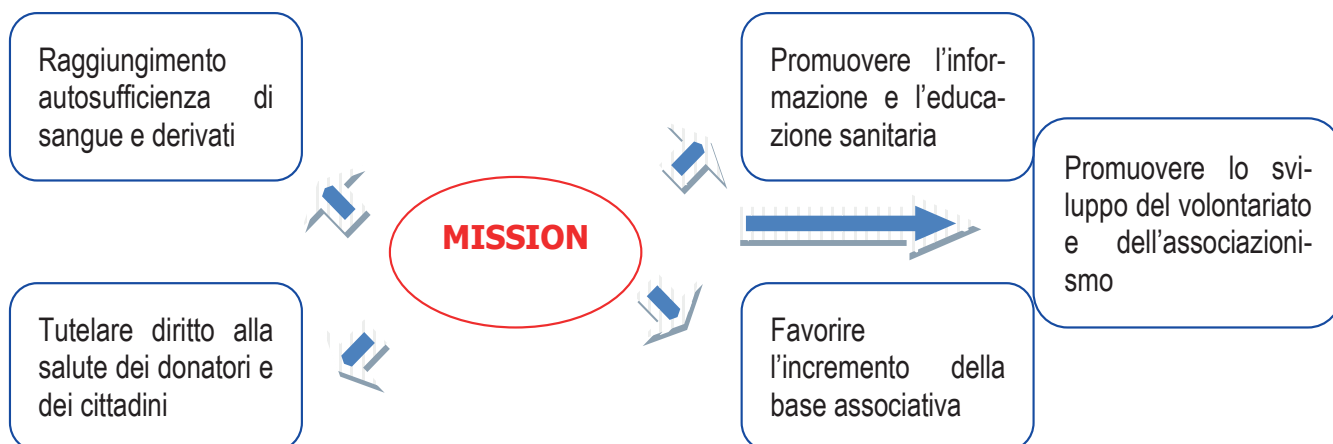 Raggiungimento
autosufficienza di
sangue e derivati
Promuovere l'infor-
mazione e l'educa-
zione sanitaria
Promuovere lo svi-
luppo del volontariato
e dell'associazioni-
smo
MISSION
Tutelare diritto alla
salute dei donatori e
dei cittadini
Favorire
l'incremento della
base associativa